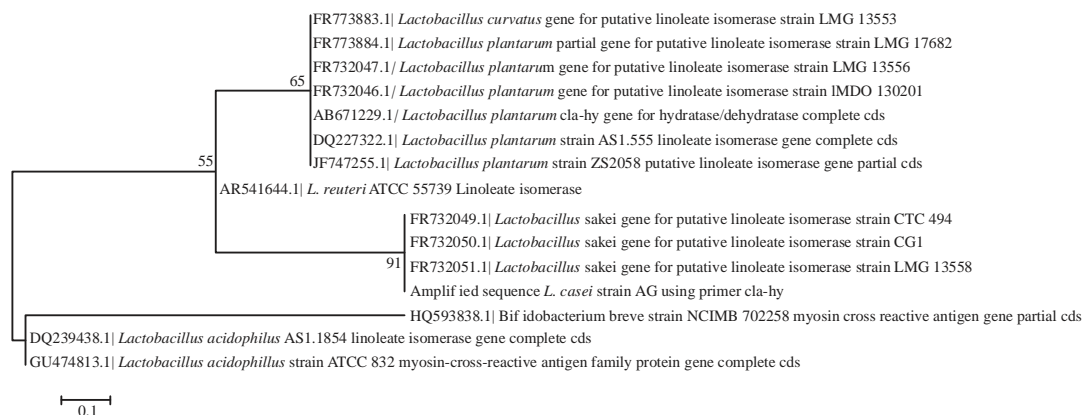 FR773883.1| Lactobacillus curvatus gene for putative linoleate isomerase strain LMG 13553
FR773884.1| Lactobacillus plantarum partial gene for putative linoleate isomerase strain LMG 17682
FR732047.1/ Lactobacillus plantarum gene for putative linoleate isomerase strain LMG 13556
65
FR732046.1/ Lactobacillus plantarum gene for putative linoleate isomerase strain lMDO 130201
AB671229.1/ Lactobacillus plantarum cla-hy gene for hydratase/dehydratase complete cds
DQ227322.1| Lactobacillus plantarum strain AS1.555 linoleate isomerase gene complete cds
JF747255.1| Lactobacillus plantarum strain ZS2058 putative linoleate isomerase gene partial cds
55
AR541644.1| L. reuteri ATCC 55739 Linoleate isomerase
FR732049.1| Lactobacillus sakei gene for putative linoleate isomerase strain CTC 494
FR732050.1| Lactobacillus sakei gene for putative linoleate isomerase strain CG1
91
FR732051.1| Lactobacillus sakei gene for putative linoleate isomerase strain LMG 13558
Amplif ied sequence L. casei strain AG using primer cla-hy
HQ593838.1| Bif idobacterium breve strain NCIMB 702258 myosin cross reactive antigen gene partial cds
DQ239438.1| Lactobacillus acidophilus AS1.1854 linoleate isomerase gene complete cds
GU474813.1| Lactobacillus acidophillus strain ATCC 832 myosin-cross-reactive antigen family protein gene complete cds
0.1